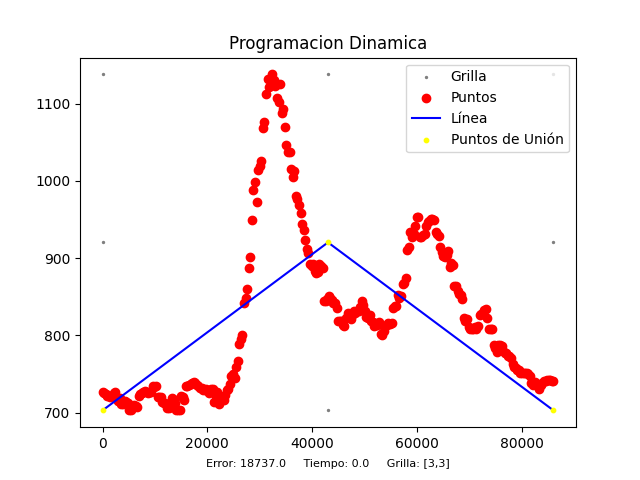 Programacion Dinamica
Grilla
Puntos
Línea
Puntos de Unión
1100
1000
900
800
700
0 20000 40000 60000 80000
Error: 18737.0 Tiempo: 0.0 Grilla: [3,3]